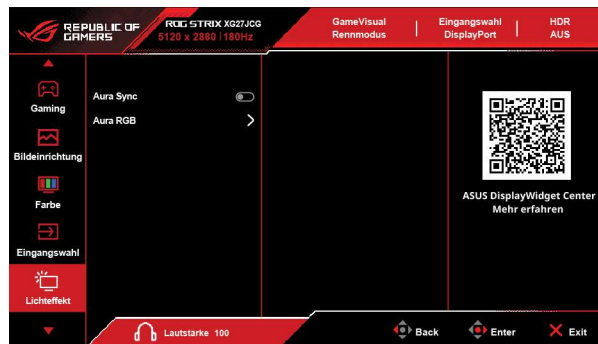 REPUBLIC OF
GAMERS
ROG STRIX XG27JCG
5120 x 2880 | 180Hz
GameVisual
Rennmodus
Eingangswahl
DisplayPort
HDR
AUS
Gaming
Bildeinrichtung
Farbe
Eingangswahl
Lichteffekt
Aura Sync
Aura RGB
ASUS DisplayWidget Center
Mehr erfahren
Lautstärke 100
Back
Enter
Exit